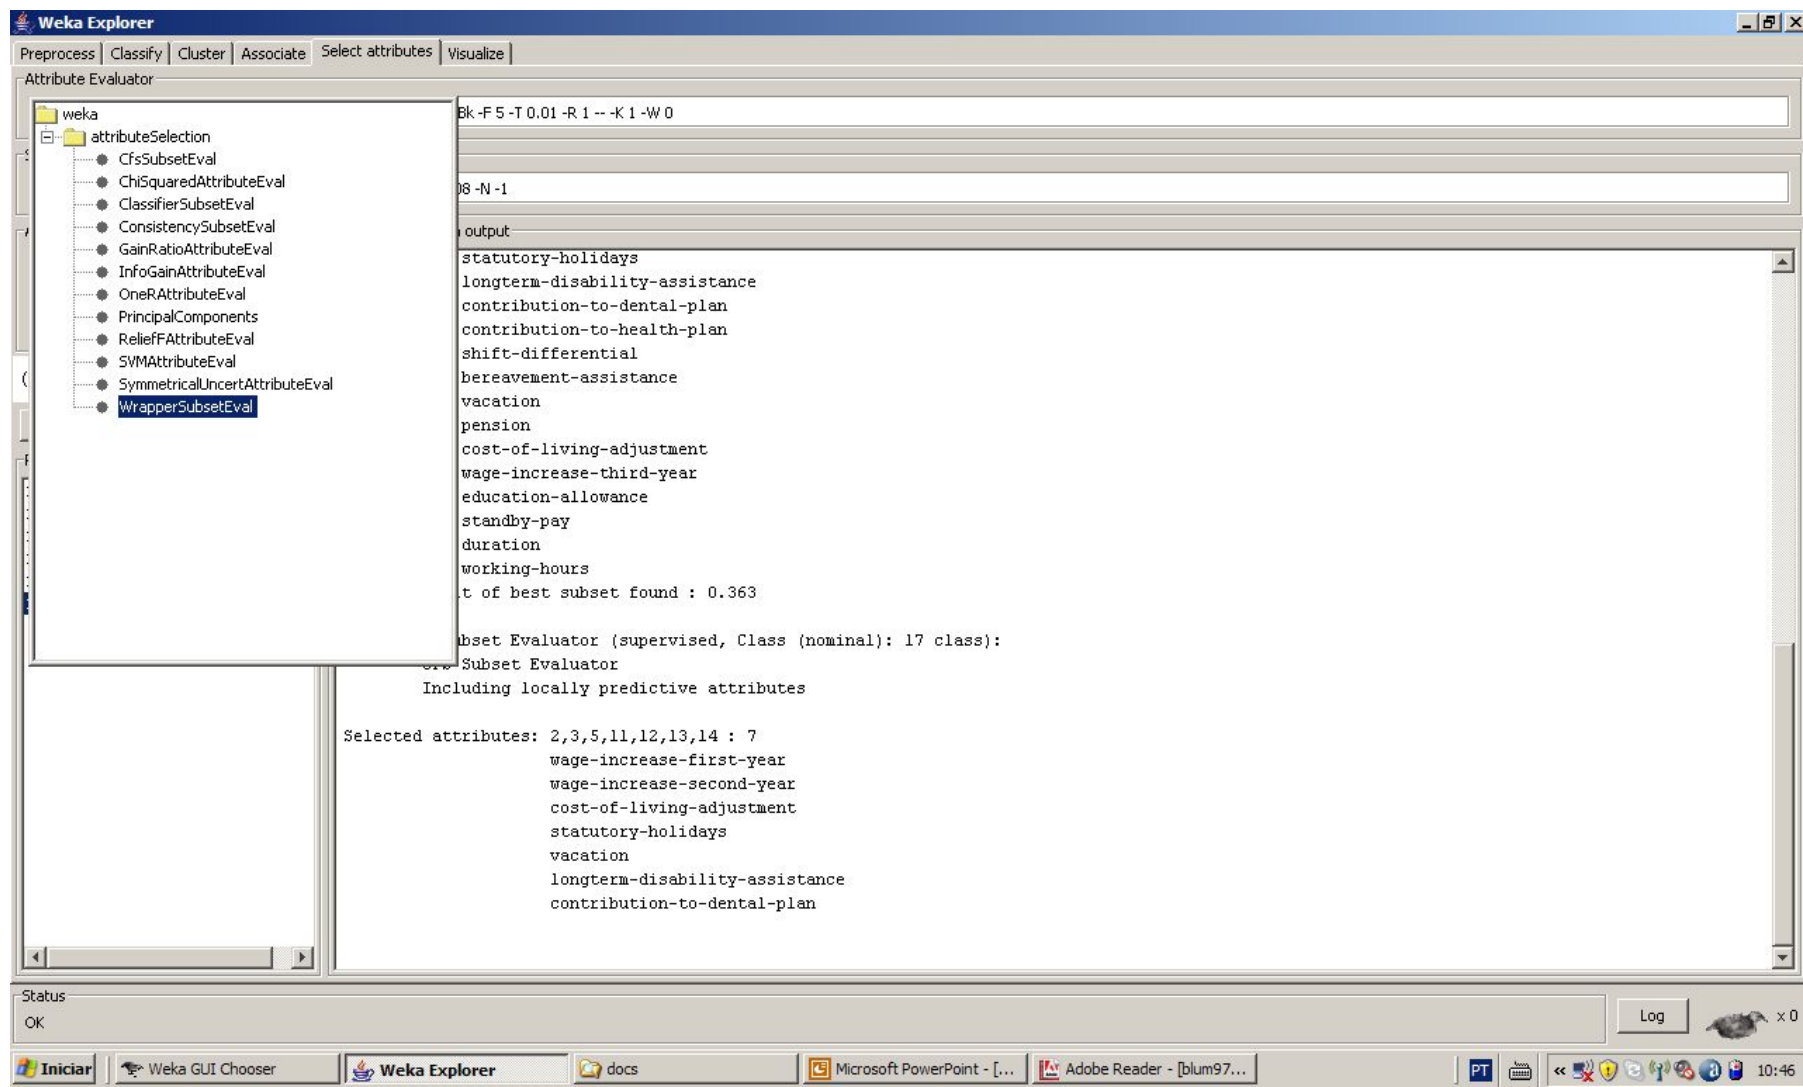 Weka Explorer
Preprocess Classify Cluster Associate Select attributes Visualize
Attribute Evaluator
Bk -F 5 -T 0.01 -R 1 -- -K 1 -W 0
weka
attributeSelection
CfsSubsetEval
ChiSquaredAttributeEval
ClassifierSubsetEval
ConsistencySubsetEval
GainRatioAttributeEval
InfoGainAttributeEval
OneRAttributeEval
PrincipalComponents
ReliefFAttributeEval
SVMAttributeEval
SymmetricalUncertAttributeEval
WrapperSubsetEval
08 -N -1
output
statutory-holidays
longterm-disability-assistance
contribution-to-dental-plan
contribution-to-health-plan
shift-differential
bereavement-assistance
vacation
pension
cost-of-living-adjustment
wage-increase-third-year
education-allowance
standby-pay
duration
working-hours
t of best subset found : 0.363
bset Evaluator (supervised, Class (nominal): 17 class):
Subset Evaluator
Including locally predictive attributes
Selected attributes: 2,3,5,11,12,13,14 : 7
wage-increase-first-year
wage-increase-second-year
cost-of-living-adjustment
statutory-holidays
vacation
longterm-disability-assistance
contribution-to-dental-plan
Status
OK
Log
x 0
Iniciar Weka GUI Chooser Weka Explorer docs Microsoft PowerPoint - [... Adobe Reader - [blum97... PT « 10:46